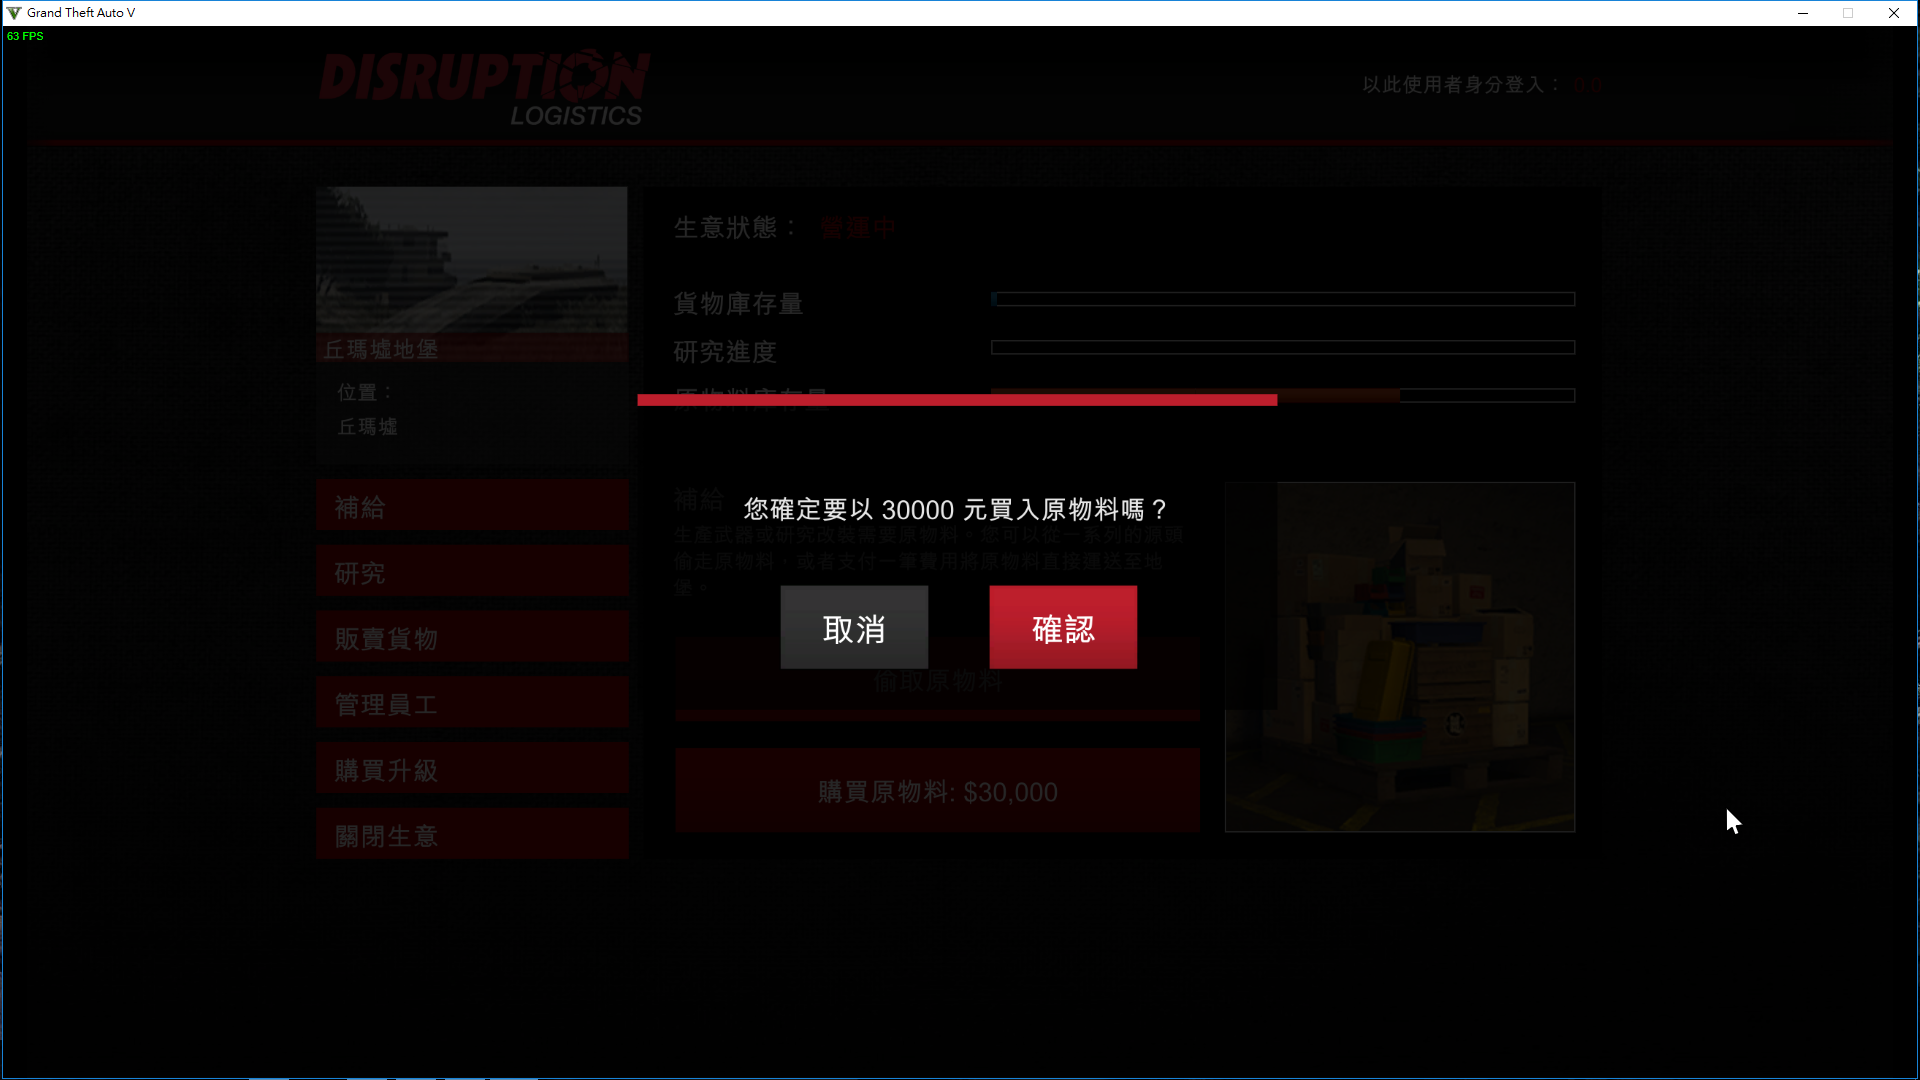 Grand Theft Auto V
63 FPS
DISRUPTION
LOGISTICS
以此使用者身分登入：
生意狀態： 營運中
貨物庫存量
研究進度
原物料庫存量
丘瑪墟地堡
位置：
丘瑪墟
補給
研究
販賣貨物
管理員工
購買升級
關閉生意
您確定要以 30000 元買入原物料嗎？
取消
確認
補給
生產武器或研究改裝需要原物料。您可以從一系列的源頭
偷走原物料，或者支付一筆費用將原物料直接運送至地
堡。
偷取原物料
購買原物料: $30,000